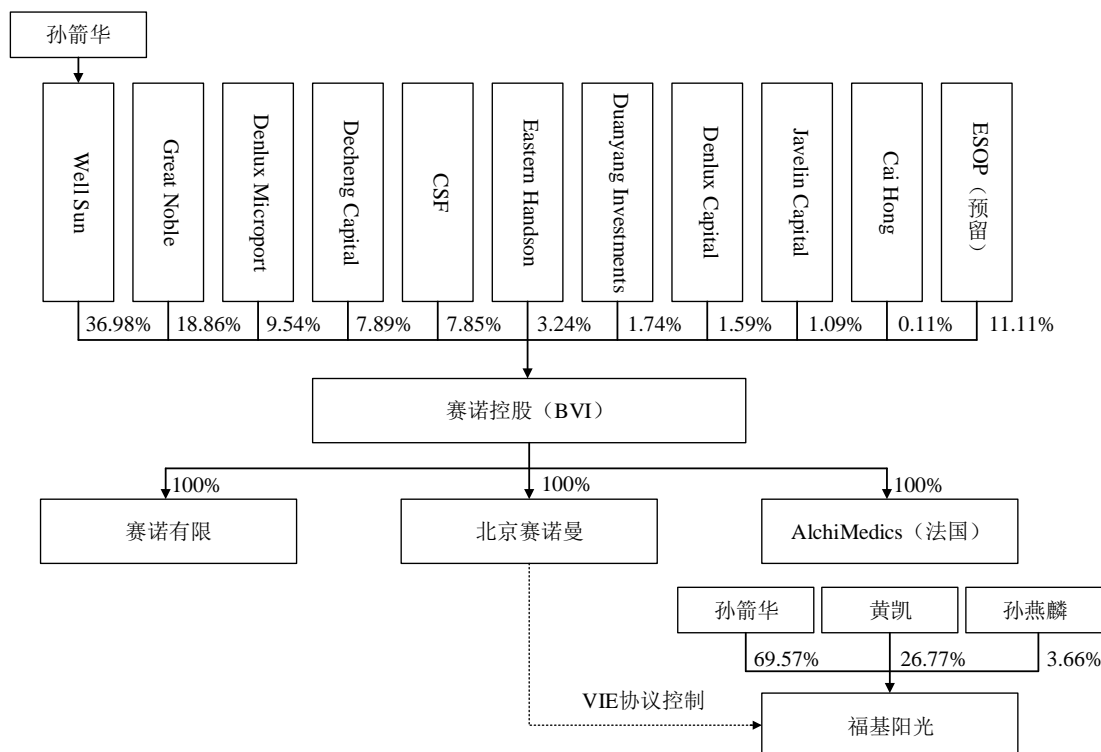 孙箭华
Well Sun
Great Noble
Denlux Microport
Decheng Capital
CSF
Eastern Handson
Duanyang Investments
Denlux Capital
Javelin Capital
Cai Hong
ESOP（预留）
36.98%
18.86%
9.54%
7.89%
7.85%
3.24%
1.74%
1.59%
1.09%
0.11%
11.11%
赛诺控股（BVI）
100%
100%
100%
赛诺有限
北京赛诺曼
AlchiMedics（法国）
孙箭华
黄凯
孙燕麟
69.57%
26.77%
3.66%
VIE协议控制
福基阳光